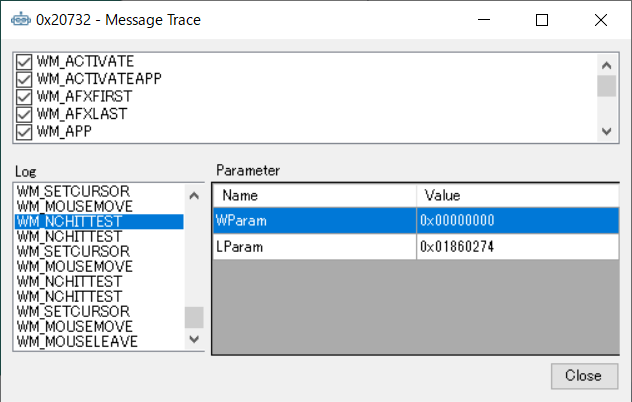 0x20732 - Message Trace
WM_ACTIVATE
WM_ACTIVATEAPP
WM_AFXFIRST
WM_AFXLAST
WM_APP
Log
WM_SETCURSOR
WM_MOUSEMOVE
WM_NCHITTEST
WM_NCHITTEST
WM_SETCURSOR
WM_MOUSEMOVE
WM_NCHITTEST
WM_NCHITTEST
WM_SETCURSOR
WM_MOUSEMOVE
WM_MOUSELEAVE
Parameter
Name Value
WParam 0x00000000
LParam 0x01860274
Close